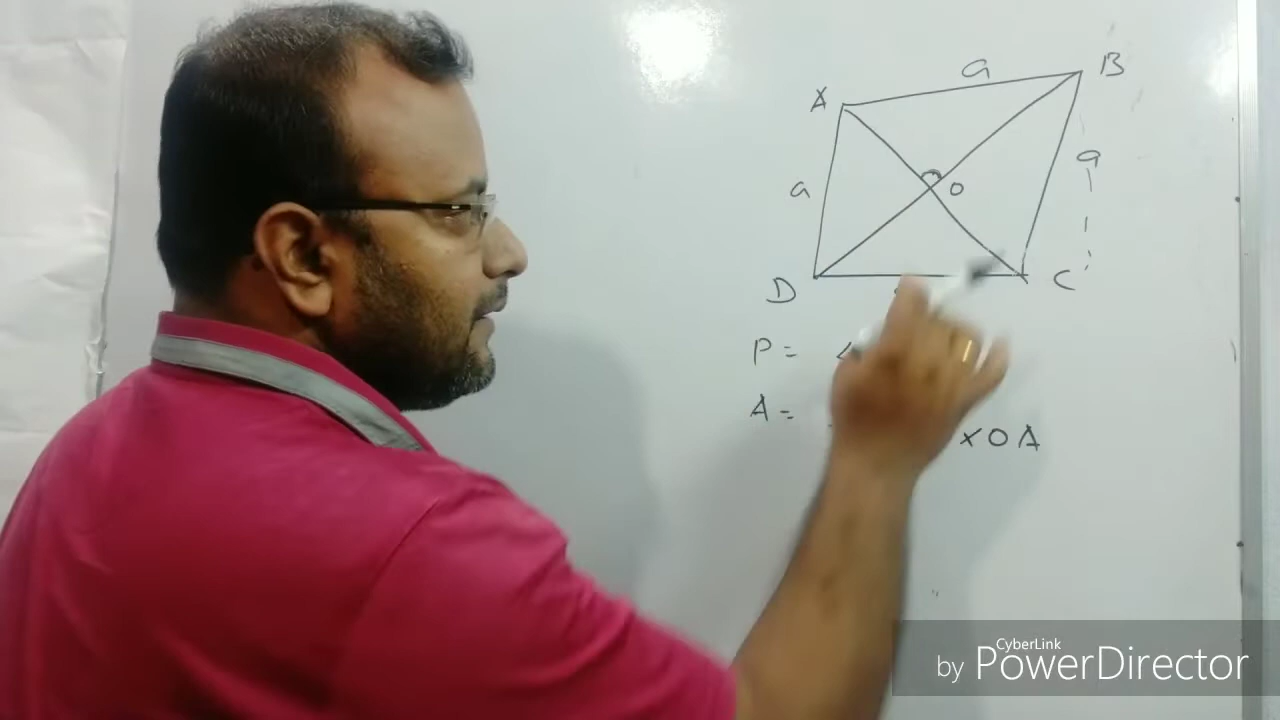 a
A
B
a
a
O
D
C
P =
A =
x O A
CyberLink
by PowerDirector